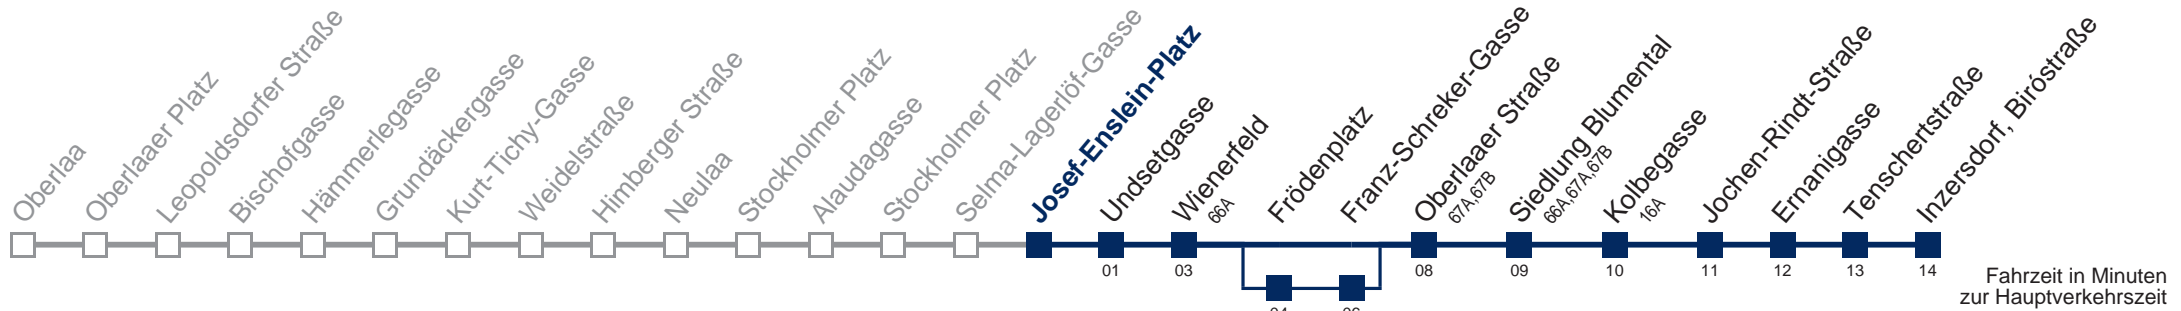 Oberlaa
Oberlaaer Platz
Leopoldsdorfer Straße
Bischofgasse
Hämmerlegasse
Grundäckergasse
Kurt-Tichy-Gasse
Weidelstraße
Himberger Straße
Neulaa
Stockholmer Platz
Alaudagasse
Stockholmer Platz
Selma-Lagerlöf-Gasse
Josef-Enslein-Platz
Undsetgasse
Wienerfeld
66A
Frödenplatz
Franz-Schreker-Gasse
Oberlaaer Straße
67A,67B
Siedlung Blumental
66A,67A,67B
Kolbegasse
16A
Jochen-Rindt-Straße
Ernanigasse
Tenschertstraße
Inzersdorf, Biróstraße
01
03
08
09
10
11
12
13
14
Fahrzeit in Minuten
zur Hauptverkehrszeit